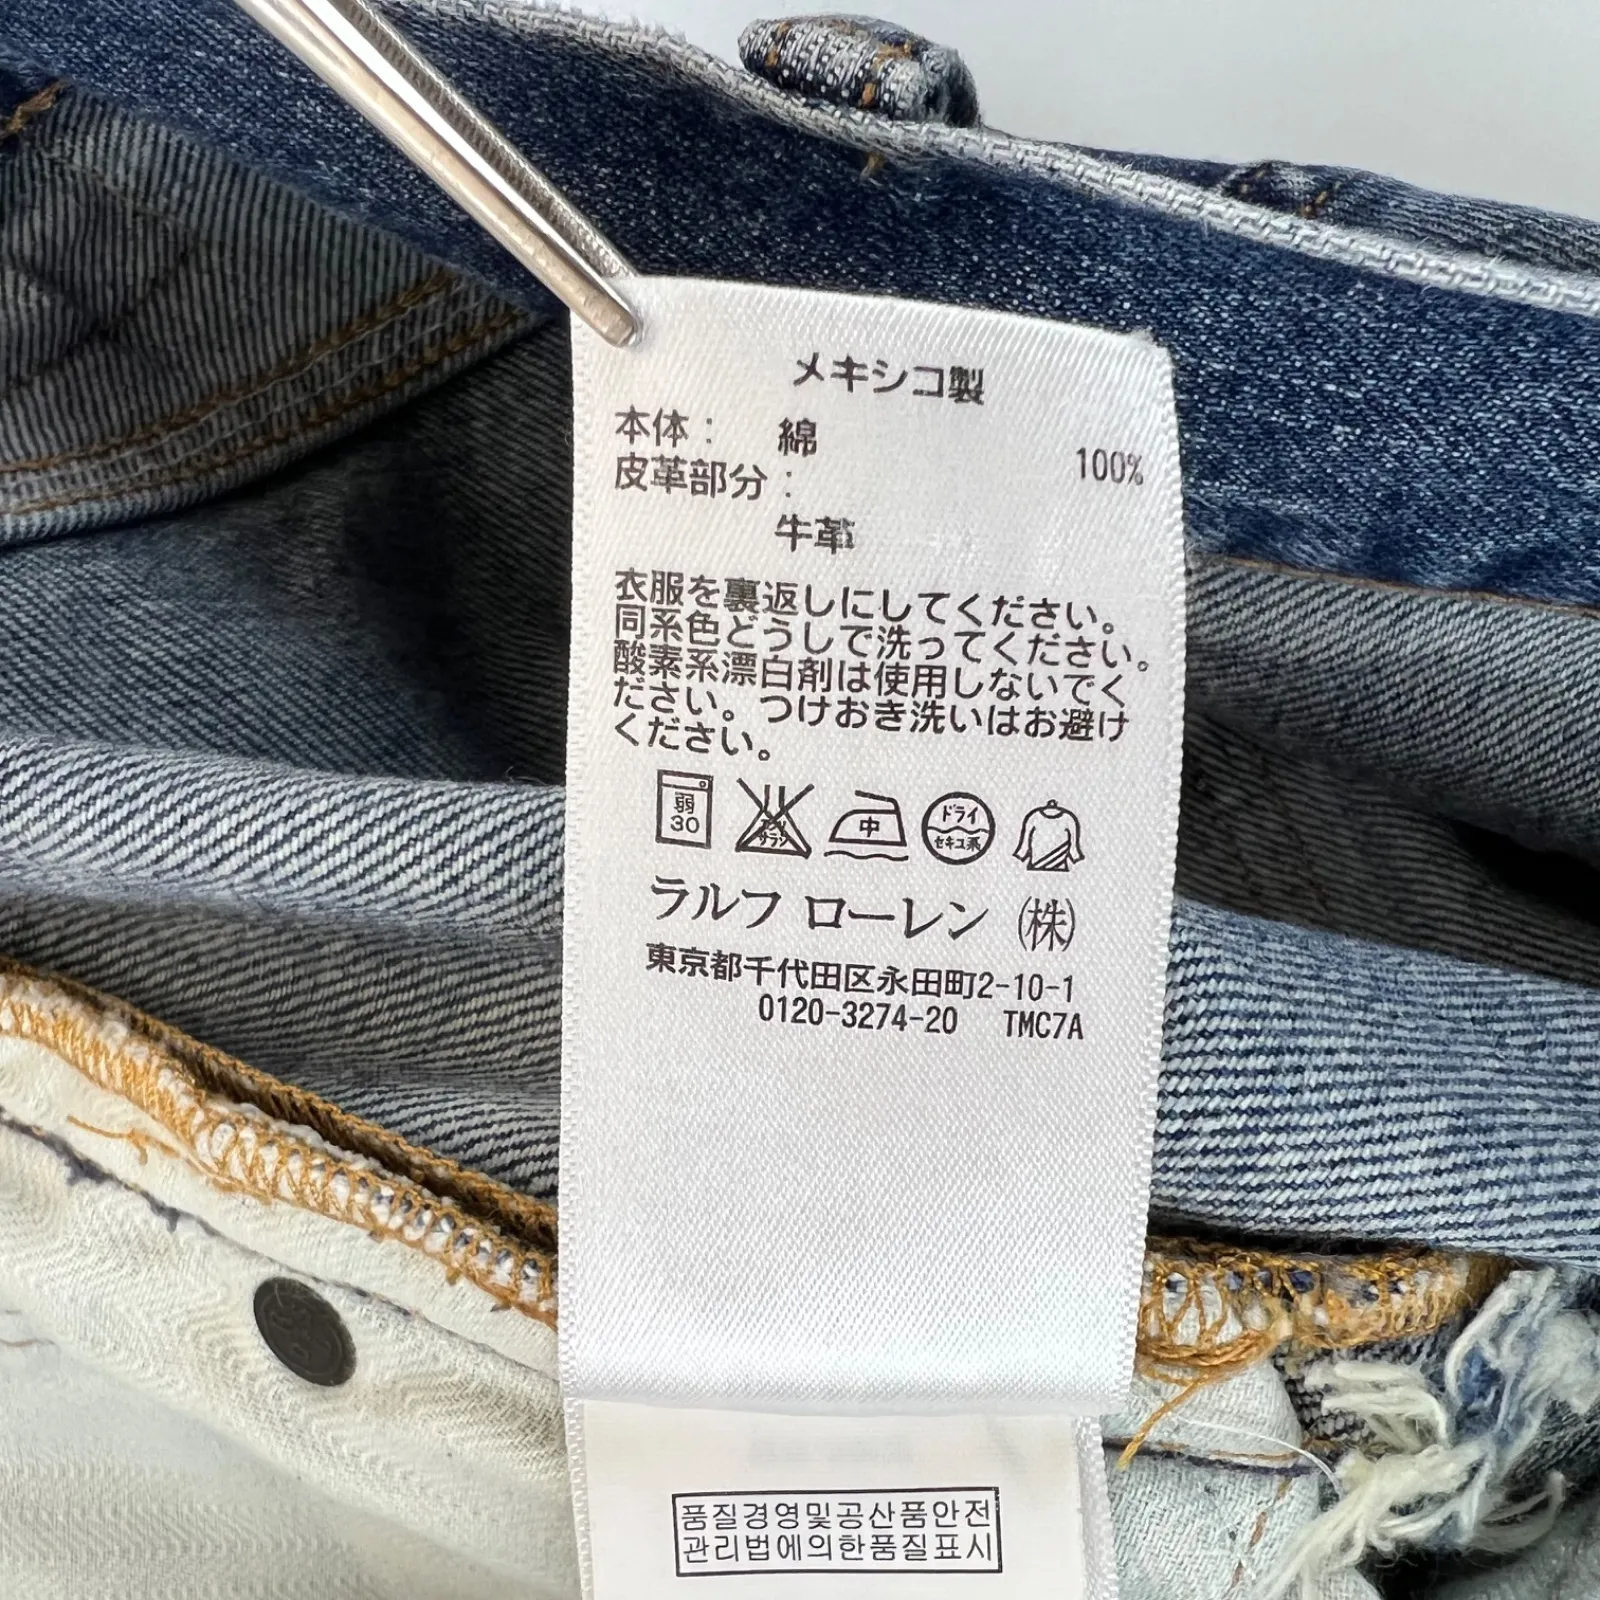 メキシコ製
本体: 綿 100%
皮革部分:
牛革
衣服を裏返しにしてください。
同系色どうしで洗ってください。
酸素系漂白剤は使用しないでく
ださい。つけおき洗いはお避け
ください。
弱 30 エンソ サラシ 中 ドライ セキユ系
ラルフ ローレン (株)
東京都千代田区永田町2-10-1
0120-3274-20 TMC7A
품질경영및공산품안전
관리법에의한품질표시